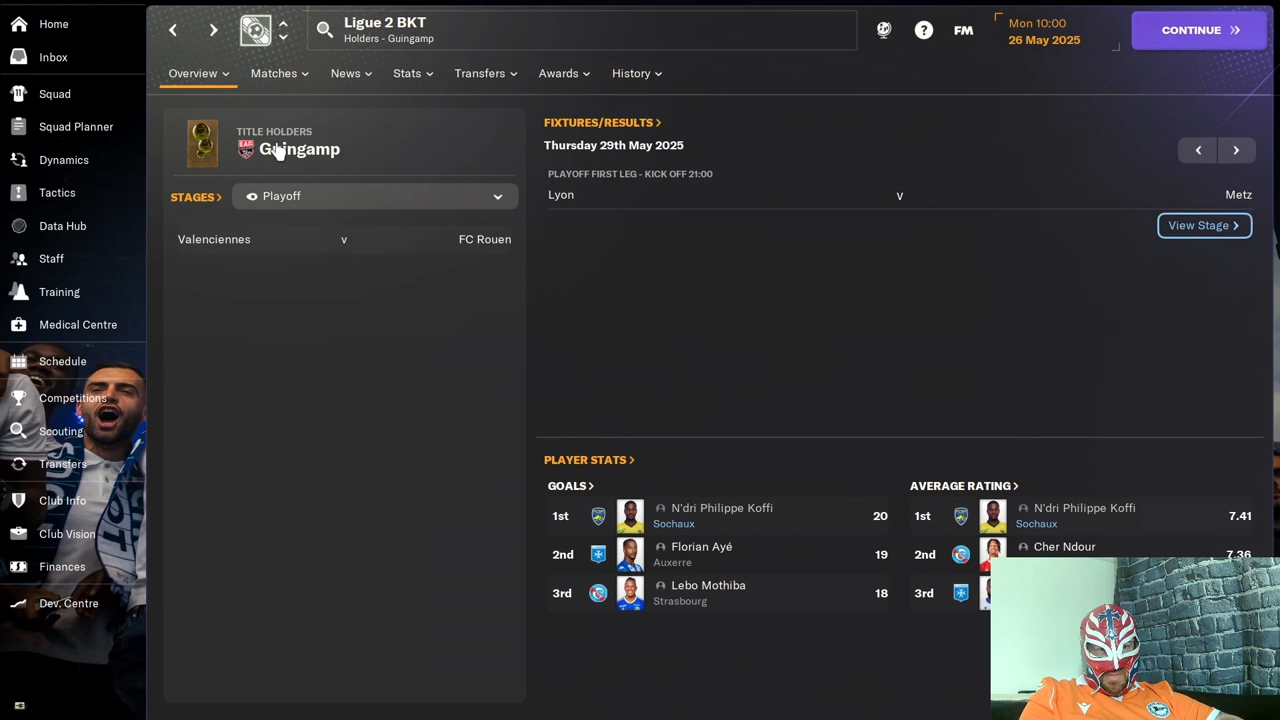 Home
Inbox
Squad
Squad Planner
Dynamics
Tactics
Data Hub
Staff
Training
Medical Centre
Schedule
Competitions
Scouting
Transfers
Club Info
Club Vision
Finances
Dev. Centre
Ligue 2 BKT
Holders - Guingamp
FM
Mon 10:00
26 May 2025
CONTINUE
Overview
Matches
News
Stats
Transfers
Awards
History
TITLE HOLDERS
Guingamp
STAGES
Playoff
Valenciennes v FC Rouen
FIXTURES/RESULTS
Thursday 29th May 2025
PLAYOFF FIRST LEG - KICK OFF 21:00
Lyon v Metz
View Stage
PLAYER STATS
GOALS
1st N'dri Philippe Koffi 20
Sochaux
2nd Florian Ayé 19
Auxerre
3rd Lebo Mothiba 18
Strasbourg
AVERAGE RATING
1st N'dri Philippe Koffi 7.41
Sochaux
2nd Cher Ndour 7.36
3rd